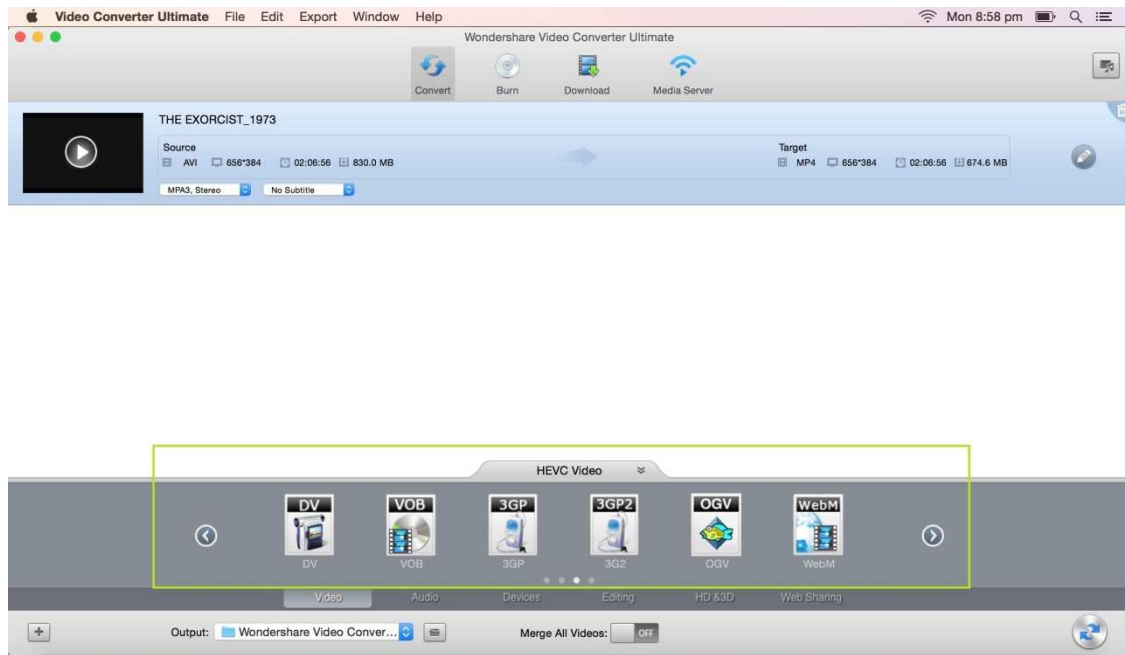 Video Converter Ultimate File Edit Export Window Help Mon 8:58 pm
Wondershare Video Converter Ultimate
Convert Burn Download Media Server
THE EXORCIST_1973
Source Target
AVI 656*384 02:06:56 830.0 MB MP4 656*384 02:06:56 674.6 MB
MPA3, Stereo No Subtitle
HEVC Video
DV VOB 3GP 3GP2 OGV WebM
DV VOB 3GP 3G2 OGV WebM
Video Audio Devices Editing HD &3D Web Sharing
Output: Wondershare Video Conver... Merge All Videos: OFF